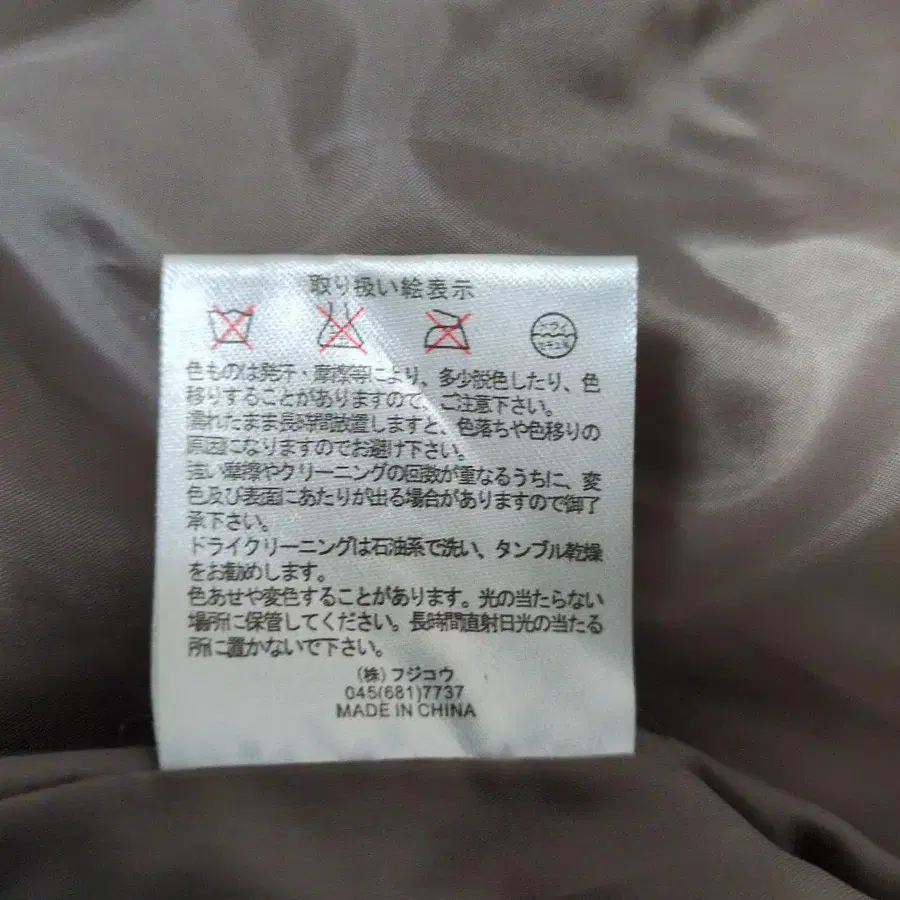 取り扱い絵表示
ドライ
セキユ系
色ものは発汗・摩擦等により、多少脱色したり、色
移りすることがありますので、ご注意下さい。
濡れたまま長時間放置しますと、色落ちや色移りの
原因になりますのでお避け下さい。
強い摩擦やクリーニングの回数が重なるうちに、変
色及び表面にあたりが出る場合がありますので御了
承下さい。
ドライクリーニングは石油系で洗い、タンブル乾燥
をお勧めします。
色あせや変色することがあります。光の当たらない
場所に保管してください。長時間直射日光の当たる
所に置かないで下さい。
(株)フジコウ
045(681)7737
MADE IN CHINA